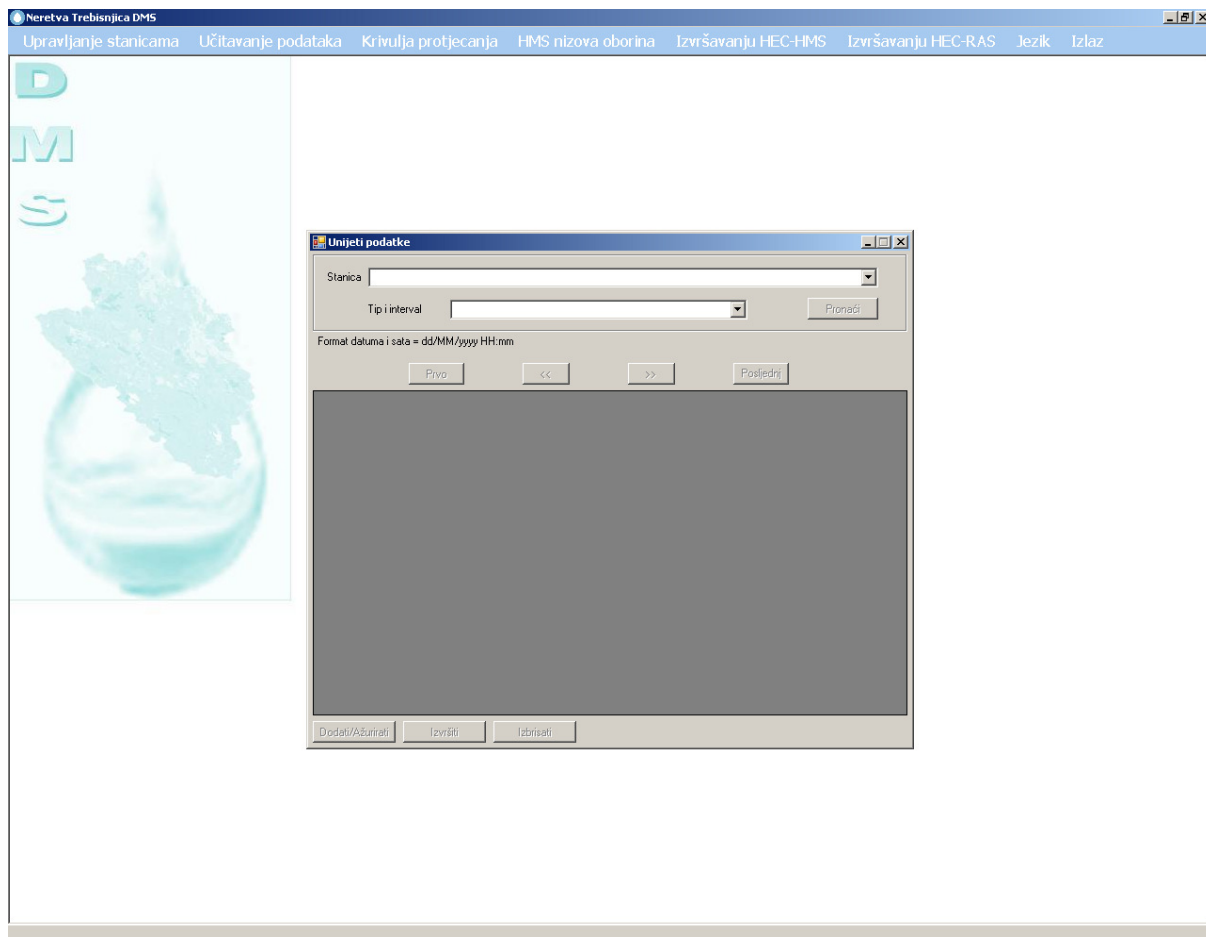 Neretva Trebisnjica DMS
Upravljanje stanicama Učitavanje podataka Krivulja protjecanja HMS nizova oborina Izvršavanju HEC-HMS Izvršavanju HEC-RAS Jezik Izlaz
D
M
S
Unijeti podatke
Stanica
Tip i interval Pronaći
Format datuma i sata = dd/MM/yyyy HH:mm
Prvo << >> Posljednj
Dodati/Ažurirati Izvršiti Izbrisati